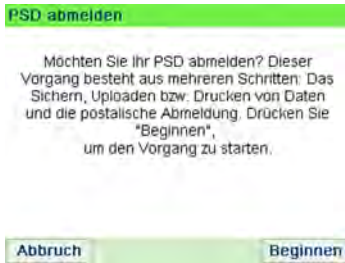 PSD abmelden
Möchten Sie Ihr PSD abmelden? Dieser
Vorgang besteht aus mehreren Schritten: Das
Sichern, Uploaden bzw. Drucken von Daten
und die postalische Abmeldung. Drücken Sie
"Beginnen",
um den Vorgang zu starten.
Abbruch
Beginnen